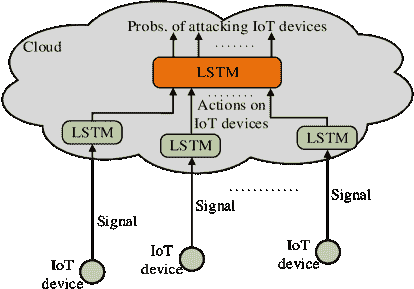 Probs. of attacking IoT devices
Cloud
LSTM
Actions on
IoT devices
LSTM
LSTM
LSTM
Signal
Signal
Signal
IoT
device
IoT
device
IoT
device